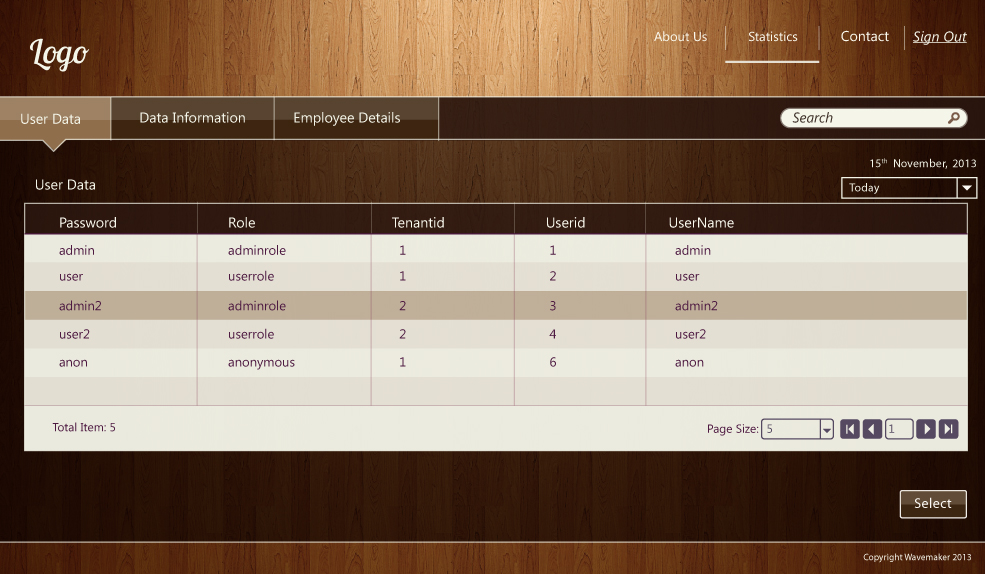 Logo
About Us
Statistics
Contact
Sign Out
User Data
Data Information
Employee Details
Search
15th November, 2013
User Data
Today
Password Role Tenantid Userid UserName
admin adminrole 1 1 admin
user userrole 1 2 user
admin2 adminrole 2 3 admin2
user2 userrole 2 4 user2
anon anonymous 1 6 anon
Total Item: 5
Page Size: 5
1
Select
Copyright Wavemaker 2013